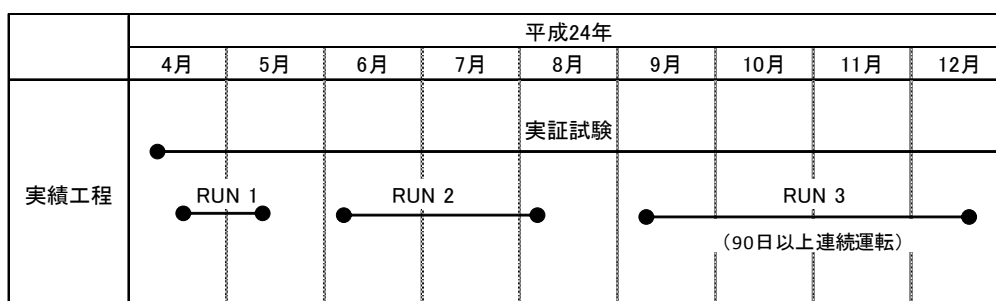 平成24年
4月 5月 6月 7月 8月 9月 10月 11月 12月
実証試験
実績工程
RUN 1 RUN 2 RUN 3
（90日以上連続運転）